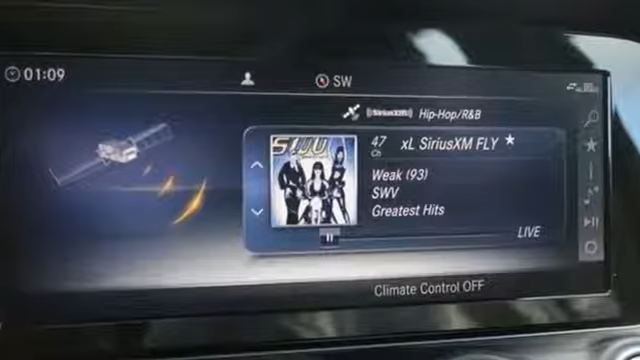 01:09
SW
SiriusXM Hip-Hop/R&B
SWV
47 xL SiriusXM FLY
Ch
Weak (93)
SWV
Greatest Hits
LIVE
Climate Control OFF